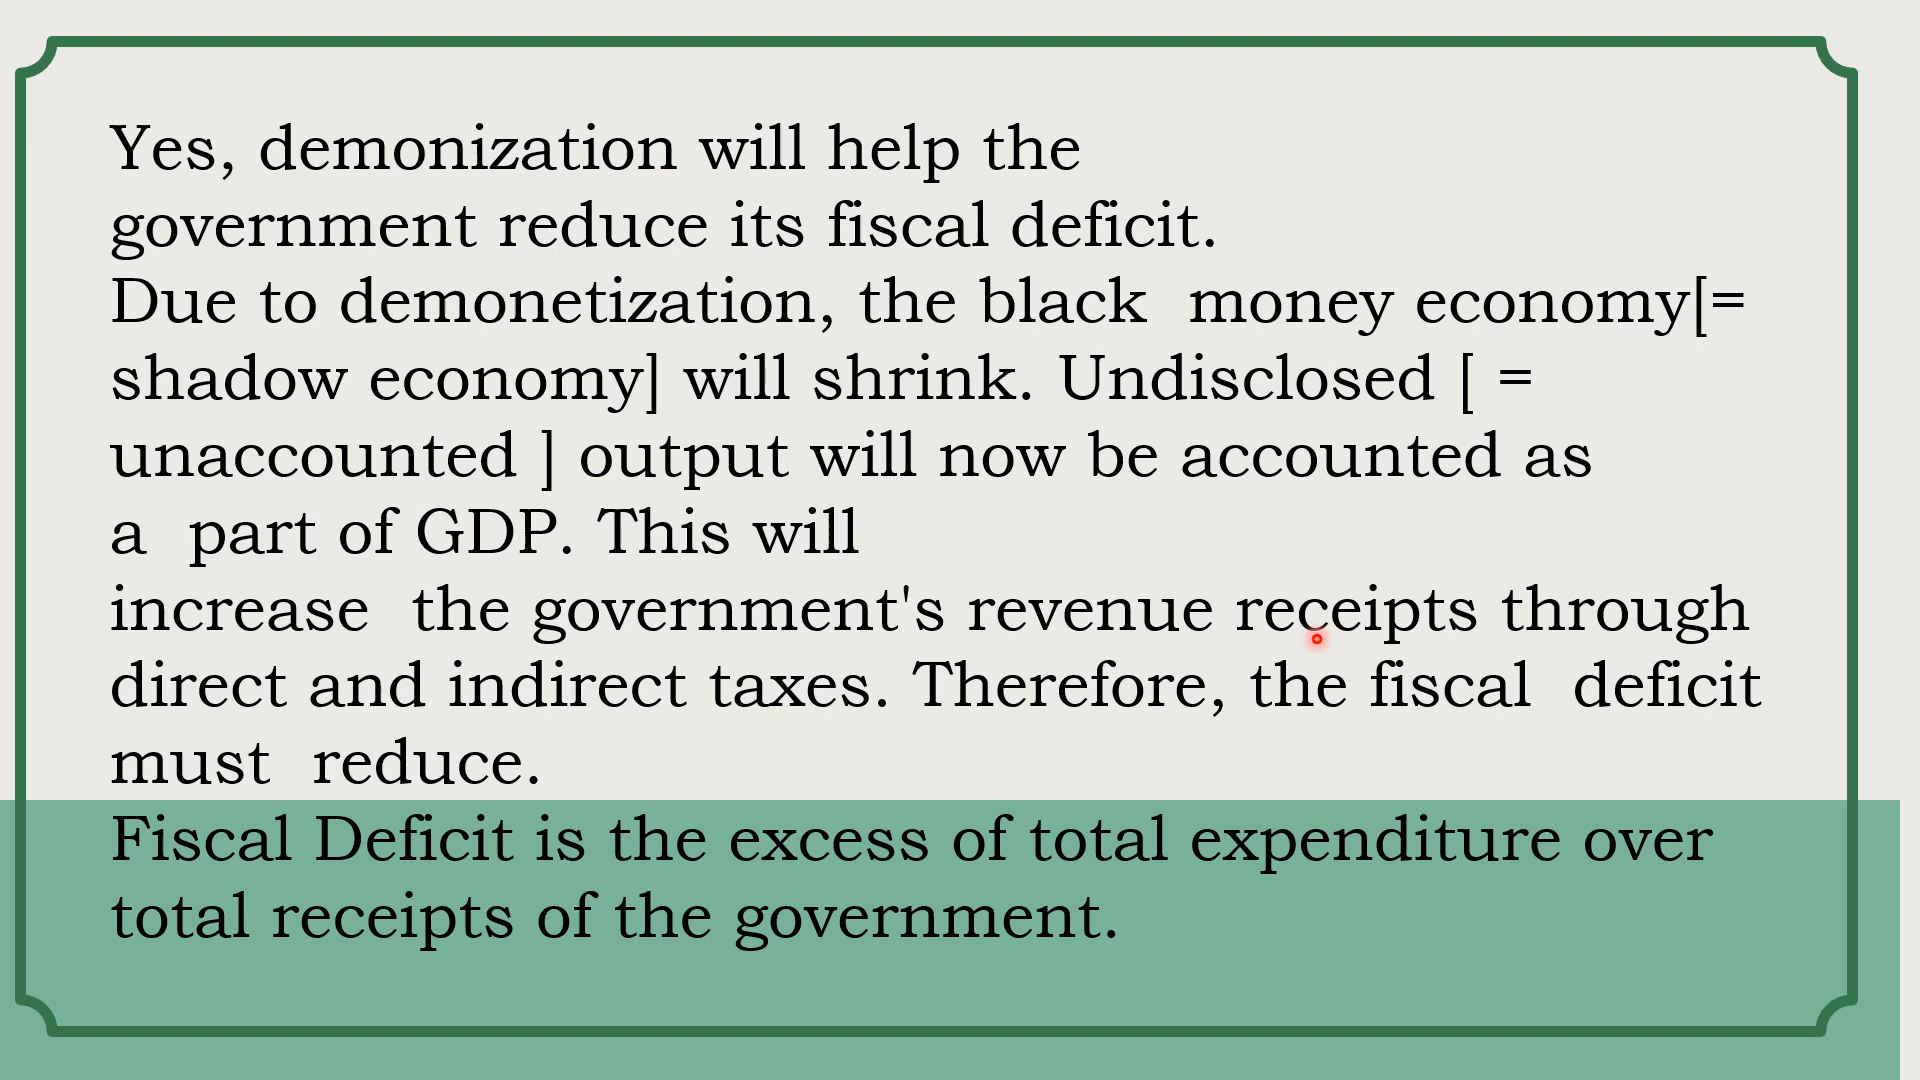 Yes, demonization will help the
government reduce its fiscal deficit.
Due to demonetization, the black  money economy[=
shadow economy] will shrink. Undisclosed [ =
unaccounted ] output will now be accounted as
a  part of GDP. This will
increase  the government's revenue receipts through
direct and indirect taxes. Therefore, the fiscal  deficit
must  reduce.
Fiscal Deficit is the excess of total expenditure over
total receipts of the government.